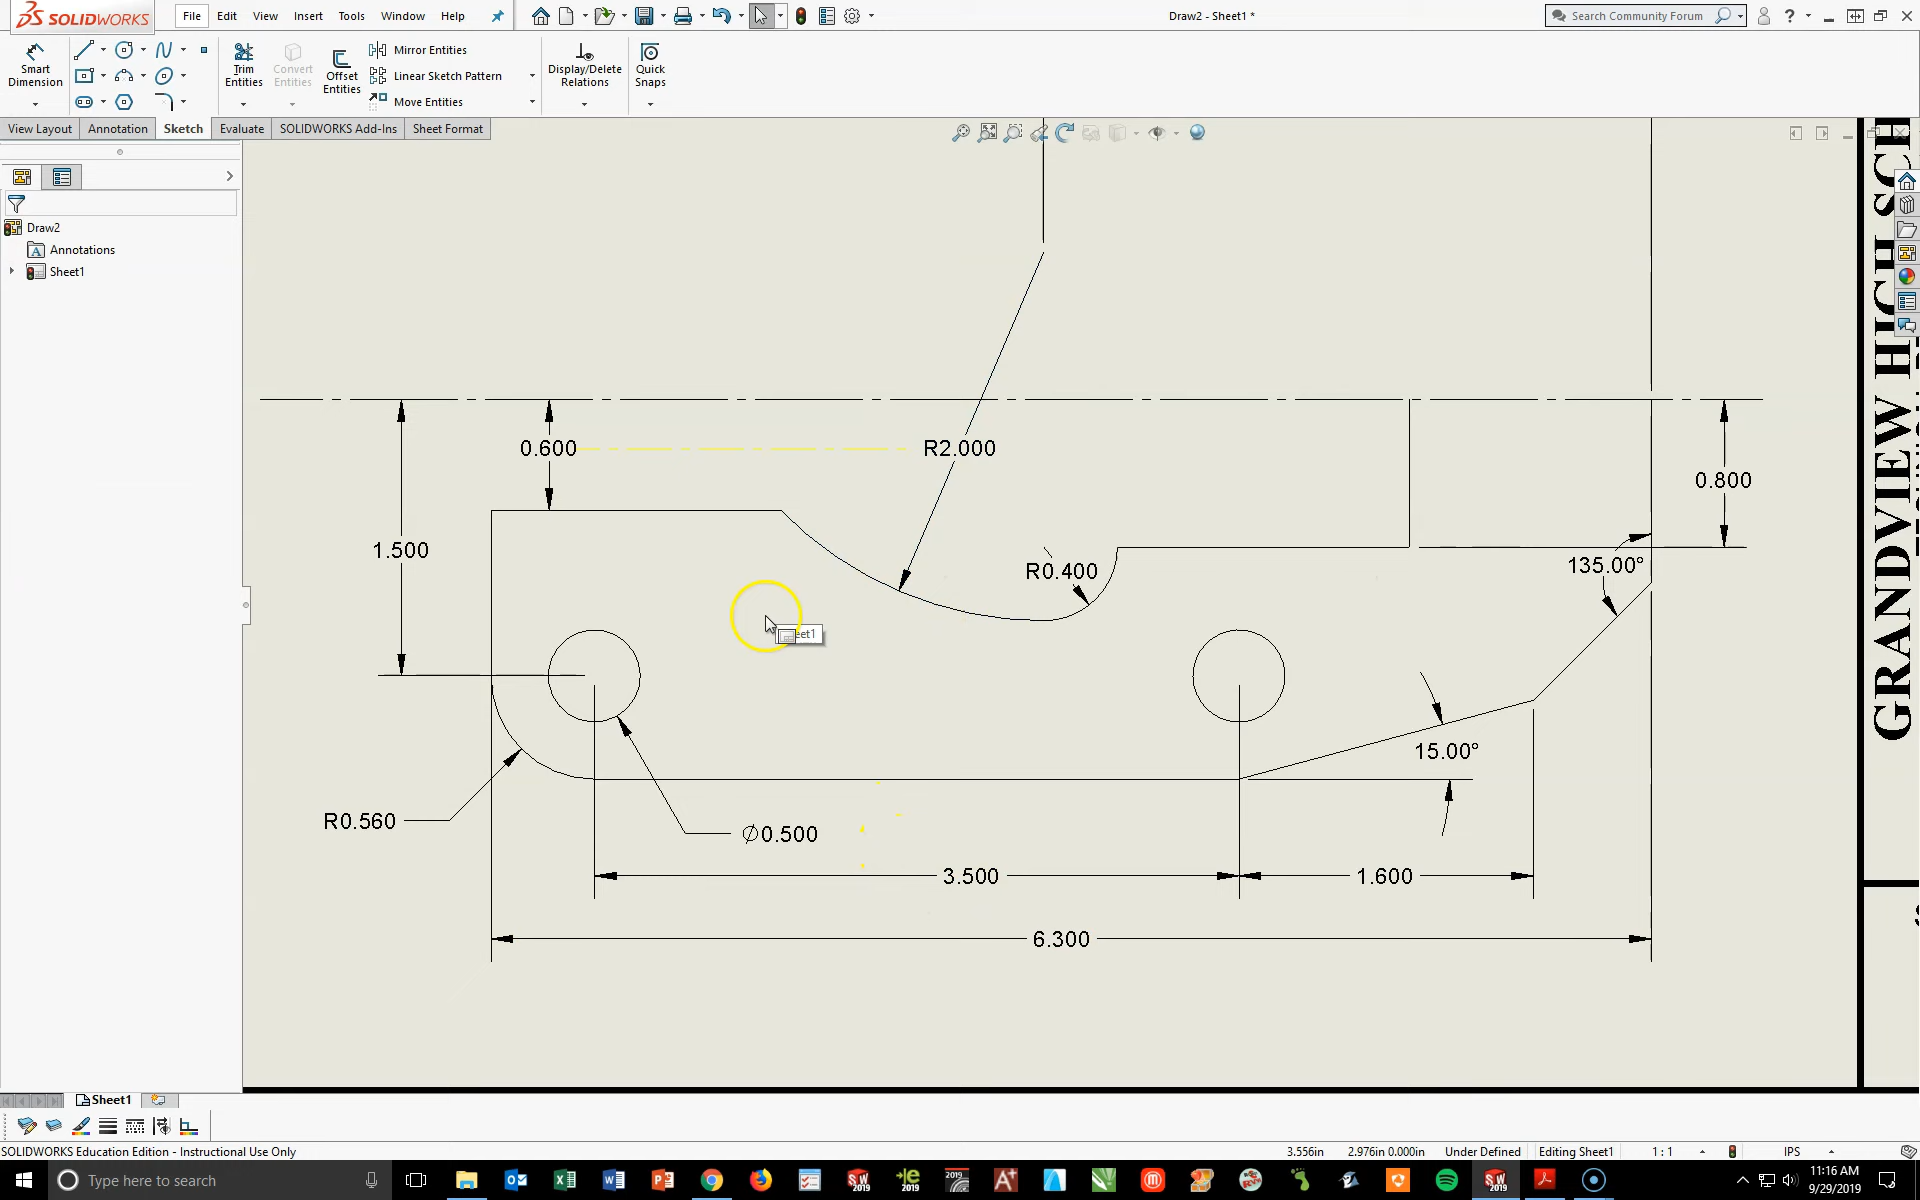 SOLIDWORKS
File Edit View Insert Tools Window Help
Draw2 - Sheet1 *
Search Community Forum
Smart Dimension
Trim Entities
Convert Entities
Offset Entities
Mirror Entities
Linear Sketch Pattern
Move Entities
Display/Delete Relations
Quick Snaps
View Layout Annotation Sketch Evaluate SOLIDWORKS Add-Ins Sheet Format
Draw2
Annotations
Sheet1
0.600
R2.000
0.800
1.500
R0.400
135.00°
15.00°
R0.560
Ø0.500
3.500
1.600
6.300
GRANDVIEW HIGH
Sheet1
SOLIDWORKS Education Edition - Instructional Use Only
3.556in 2.976in 0.000in Under Defined Editing Sheet1 1 : 1 IPS
Type here to search
11:16 AM
9/29/2019